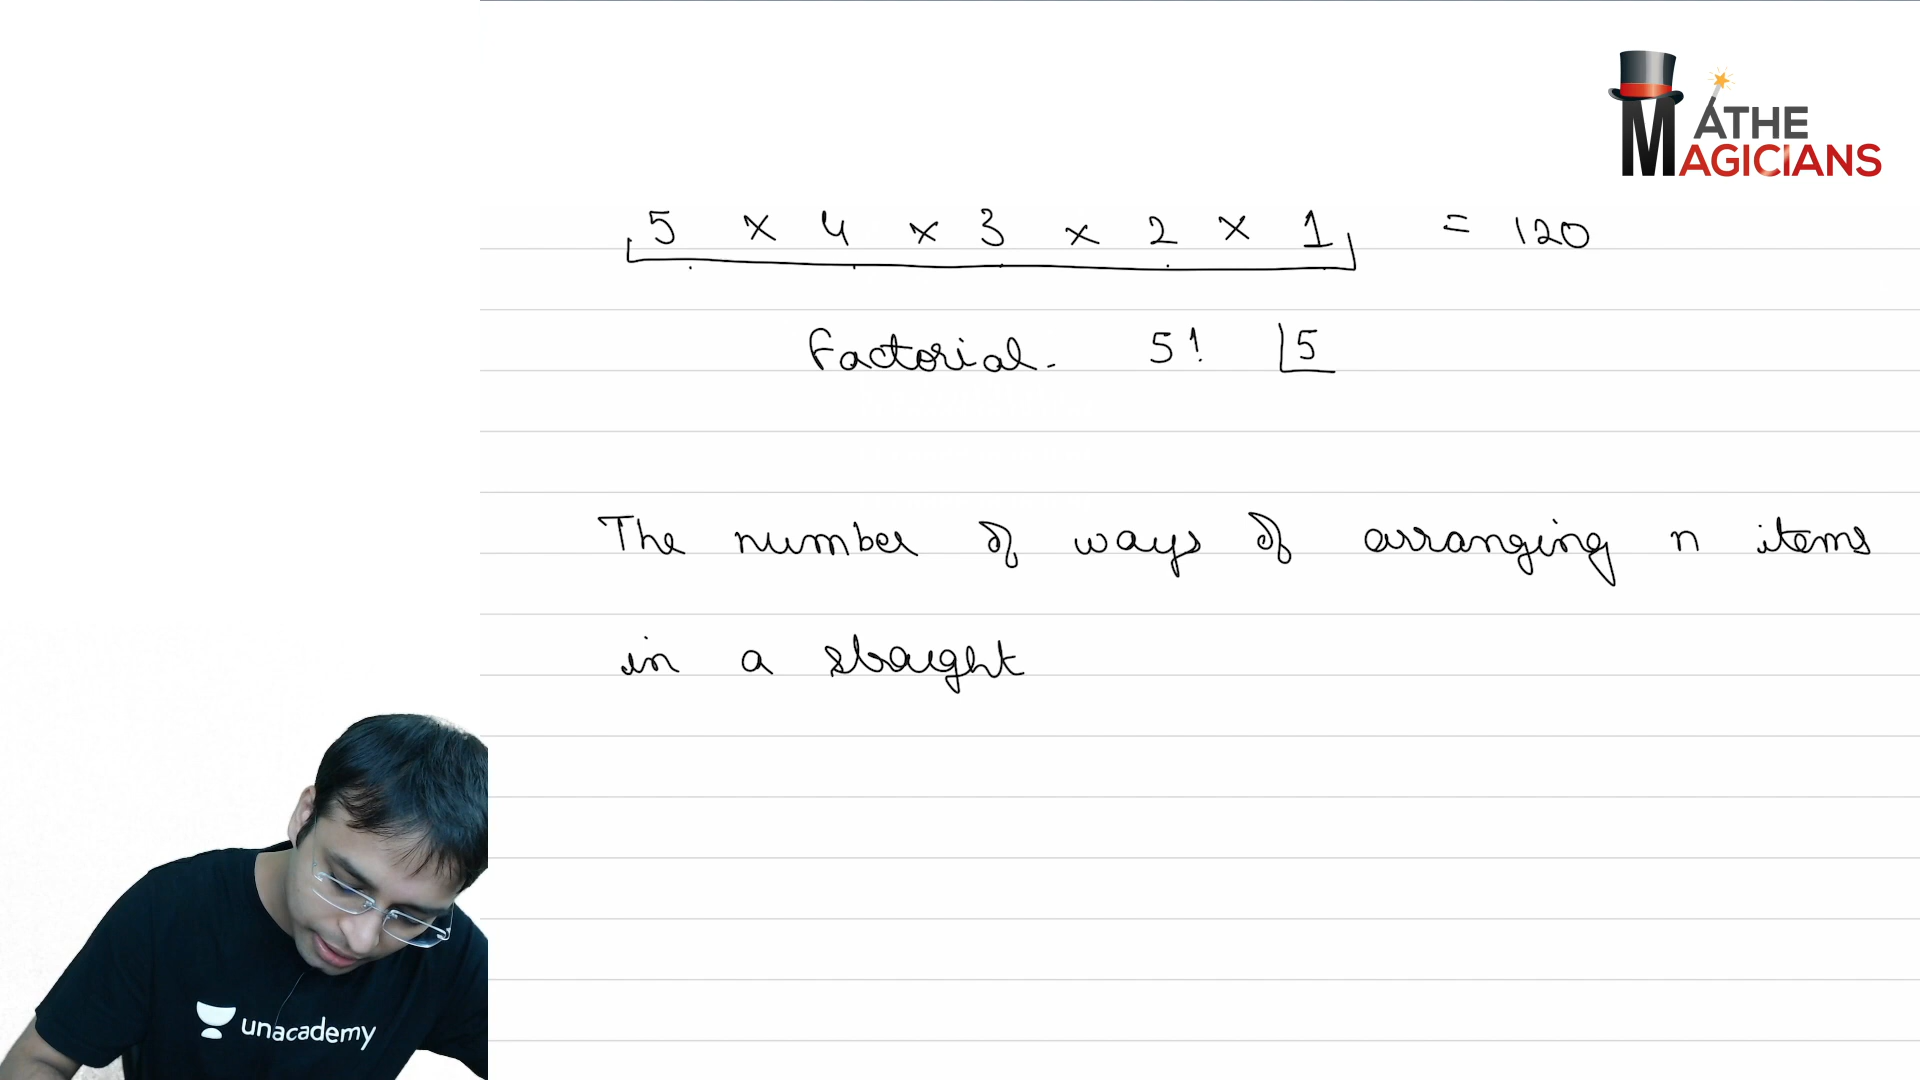 MATHE
MAGICIANS
5 × 4 × 3 × 2 × 1 = 120
Factorial. 5! |5
The number of ways of arranging n items
in a straight
unacademy